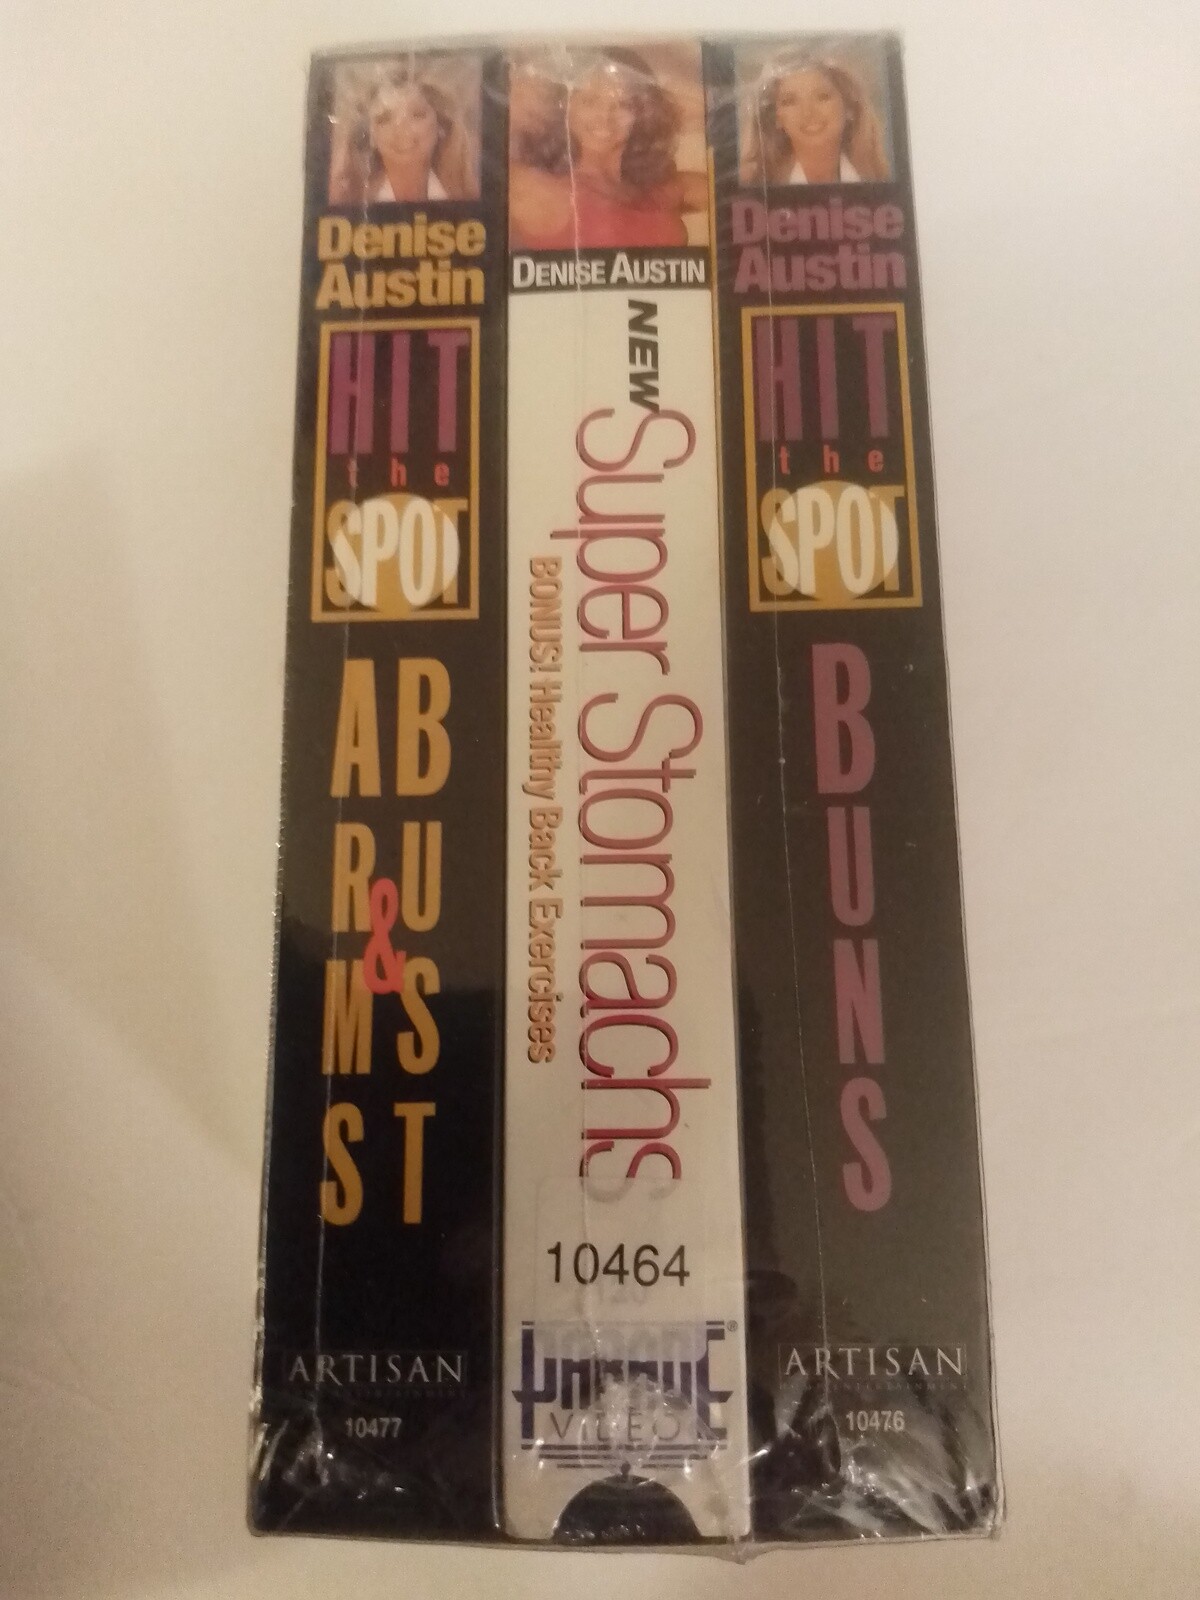 Denise
Austin
HIT
the
SPOT
ARMS
&
BUST
ARTISAN
10477
DENISE AUSTIN
NEW
Super Stomachs
BONUS! Healthy Back Exercises
10464
PARADE®
VIDEO
Denise
Austin
HIT
the
SPOT
BUNS
ARTISAN
10476